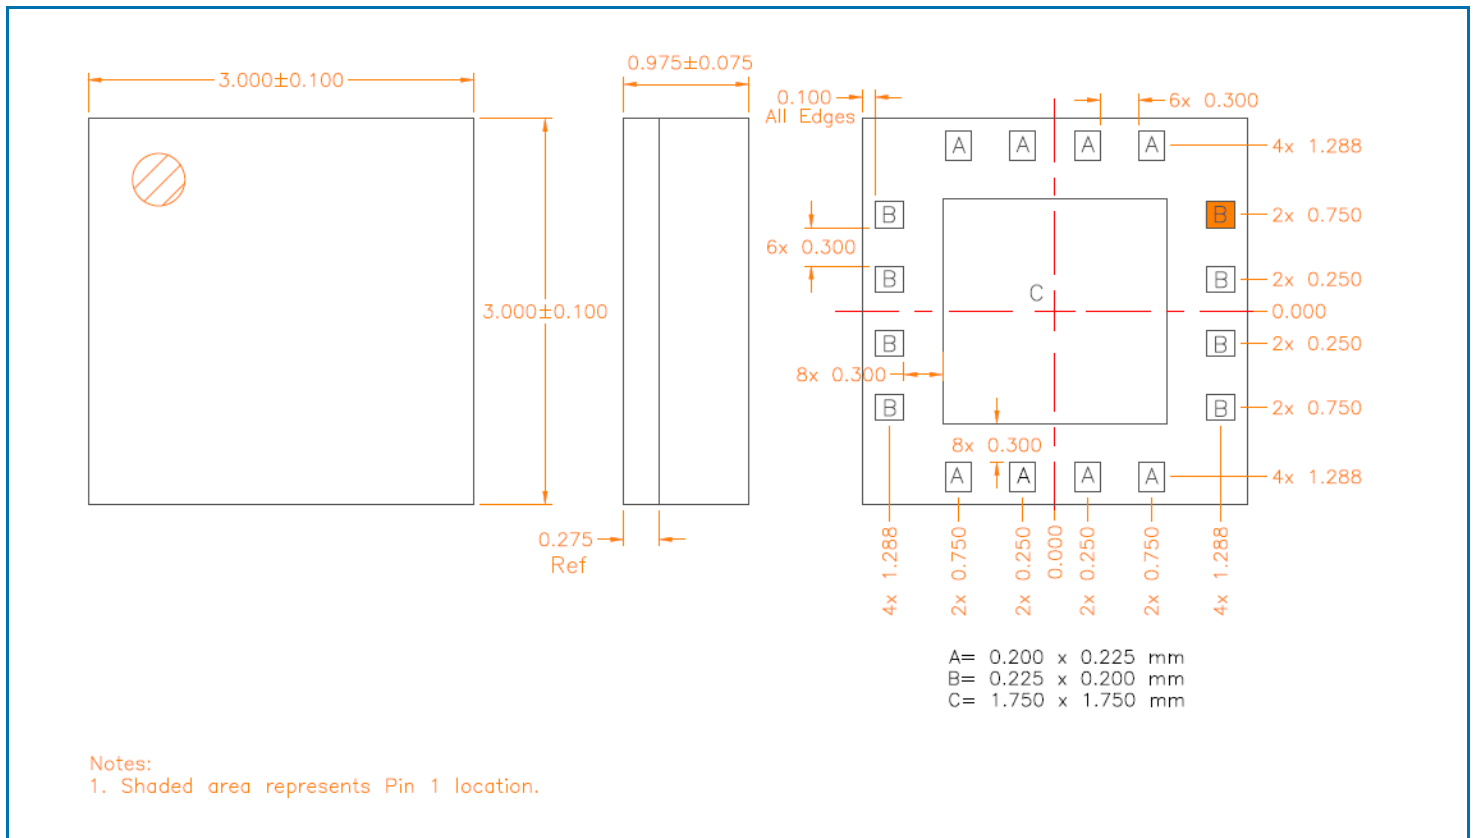 3.000±0.100
0.975±0.075
0.100
All Edges
6x 0.300
A A A A
4x 1.288
B
B
2x 0.750
6x 0.300
B
B
2x 0.250
C
3.000±0.100
0.000
B
B
2x 0.250
8x 0.300
B
B
2x 0.750
8x 0.300
A A A A
4x 1.288
0.275
Ref
4x 1.288
2x 0.750
2x 0.250
0.000
2x 0.250
2x 0.750
4x 1.288
A= 0.200 x 0.225 mm
B= 0.225 x 0.200 mm
C= 1.750 x 1.750 mm
Notes:
1. Shaded area represents Pin 1 location.